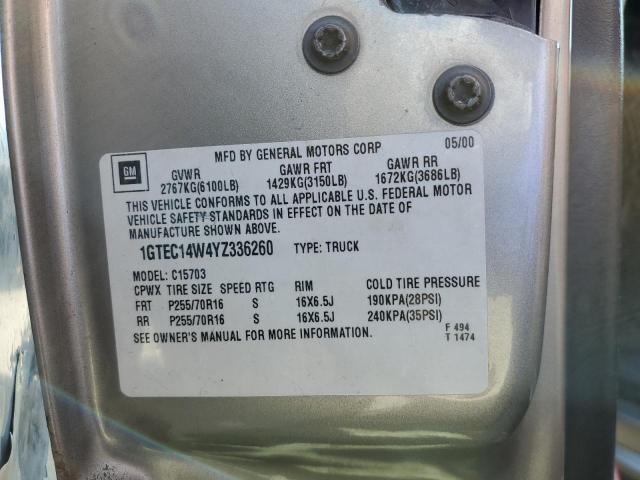 MFD BY GENERAL MOTORS CORP 05/00
GM
GVWR GAWR FRT GAWR RR
2767KG(6100LB) 1429KG(3150LB) 1672KG(3686LB)
THIS VEHICLE CONFORMS TO ALL APPLICABLE U.S. FEDERAL MOTOR
VEHICLE SAFETY STANDARDS IN EFFECT ON THE DATE OF
MANUFACTURE SHOWN ABOVE.
1GTEC14W4YZ336260 TYPE: TRUCK
MODEL: C15703
CPWX TIRE SIZE SPEED RTG RIM COLD TIRE PRESSURE
FRT P255/70R16 S 16X6.5J 190KPA(28PSI)
RR P255/70R16 S 16X6.5J 240KPA(35PSI)
SEE OWNER'S MANUAL FOR MORE INFORMATION.
F 494
T 1474